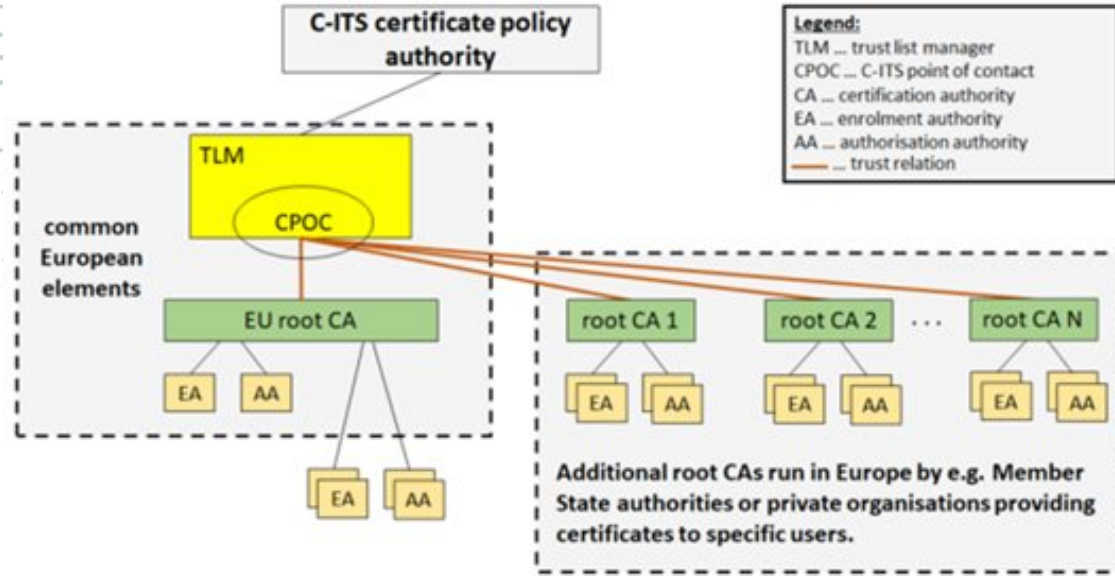 C-ITS certificate policy
authority
Legend:
TLM ... trust list manager
CPOC ... C-ITS point of contact
CA ... certification authority
EA ... enrolment authority
AA ... authorisation authority
... trust relation
TLM
CPOC
common
European
elements
EU root CA
root CA 1
root CA 2
...
root CA N
EA
AA
EA
AA
EA
AA
EA
AA
EA
AA
Additional root CAs run in Europe by e.g. Member
State authorities or private organisations providing
certificates to specific users.